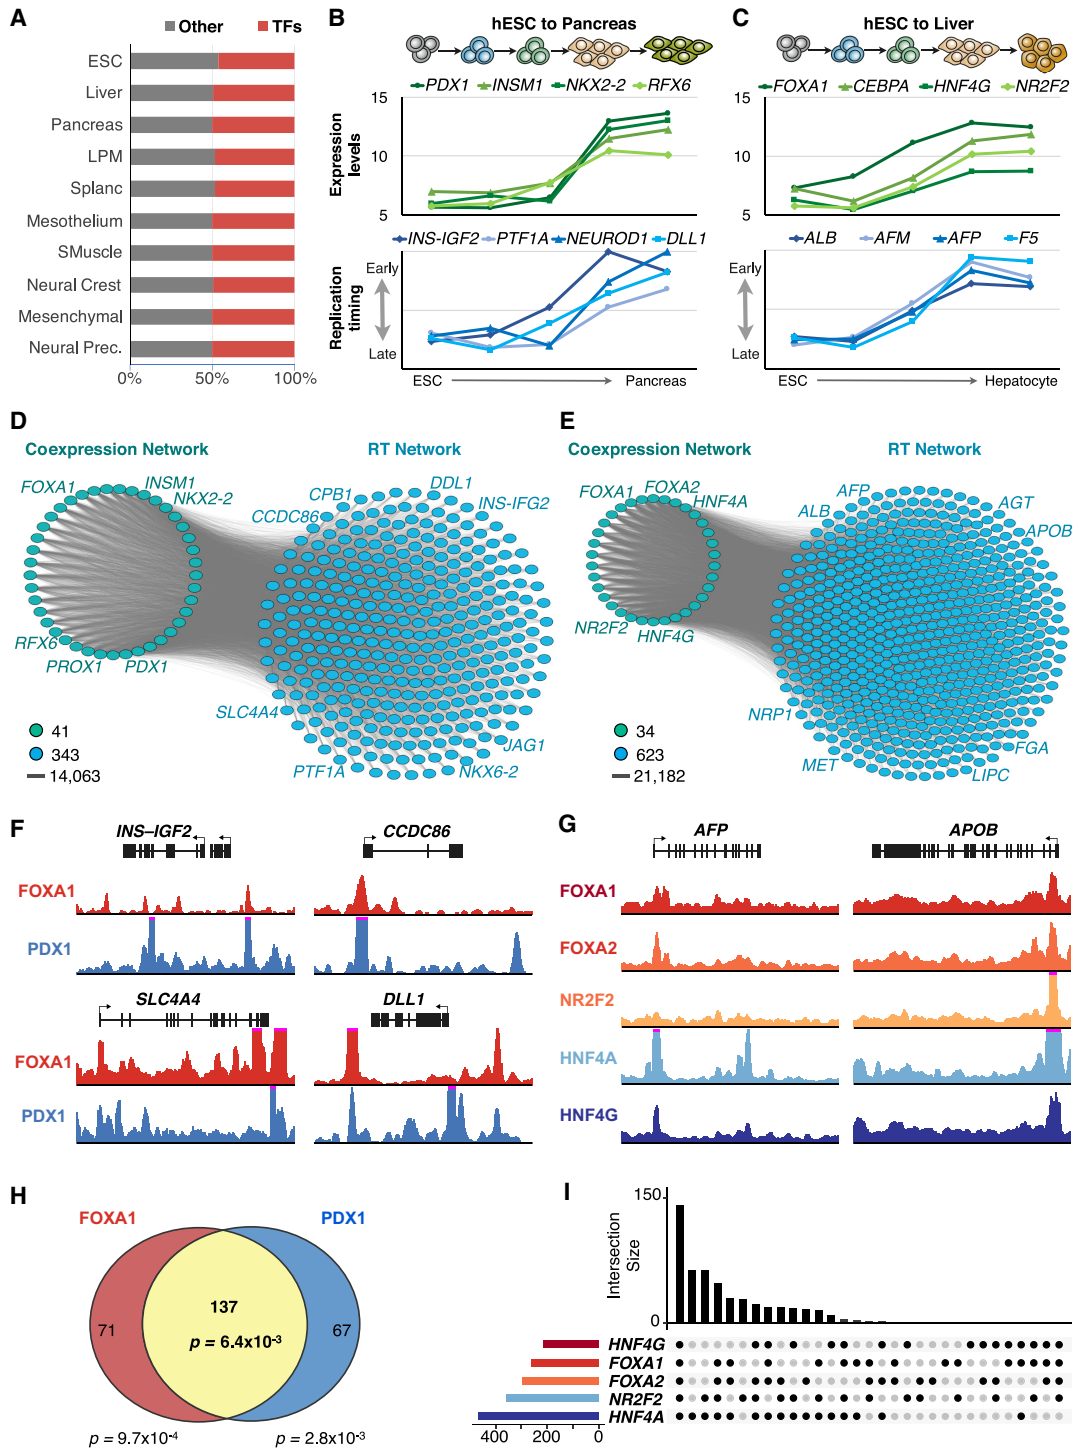 A
Other TFs
ESC
Liver
Pancreas
LPM
Splanc
Mesothelium
SMuscle
Neural Crest
Mesenchymal
Neural Prec.
0% 50% 100%
B
hESC to Pancreas
PDX1 INSM1 NKX2-2 RFX6
15
10
5
Expression
levels
INS-IGF2 PTF1A NEUROD1 DLL1
Early
Late
Replication
timing
ESC Pancreas
C
hESC to Liver
FOXA1 CEBPA HNF4G NR2F2
15
10
5
ALB AFM AFP F5
Early
Late
ESC Hepatocyte
D
Coexpression Network RT Network
FOXA1
INSM1
NKX2-2
CPB1
CCDC86
DDL1
INS-IFG2
RFX6
PROX1
PDX1
SLC4A4
PTF1A
JAG1
NKX6-2
41
343
14,063
E
Coexpression Network RT Network
FOXA1
FOXA2
HNF4A
AFP
ALB
AGT
APOB
NR2F2
HNF4G
NRP1
MET
FGA
LIPC
34
623
21,182
F
INS–IGF2 CCDC86
FOXA1
PDX1
SLC4A4 DLL1
FOXA1
PDX1
G
AFP APOB
FOXA1
FOXA2
NR2F2
HNF4A
HNF4G
H
FOXA1 PDX1
71
137
p = 6.4x10-3
67
p = 9.7x10-4 p = 2.8x10-3
I
150
0
Intersection
Size
HNF4G
FOXA1
FOXA2
NR2F2
HNF4A
400 200 0